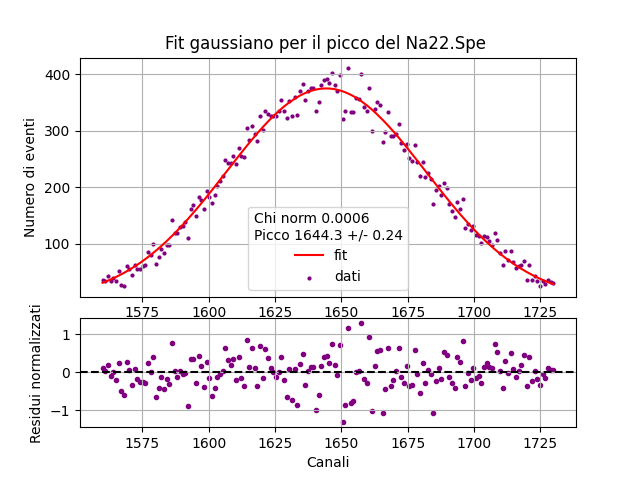 Fit gaussiano per il picco del Na22.Spe
Numero di eventi
400
300
200
100
Chi norm 0.0006
Picco 1644.3 +/- 0.24
fit
dati
1575 1600 1625 1650 1675 1700 1725
Residui normalizzati
1
0
−1
1575 1600 1625 1650 1675 1700 1725
Canali